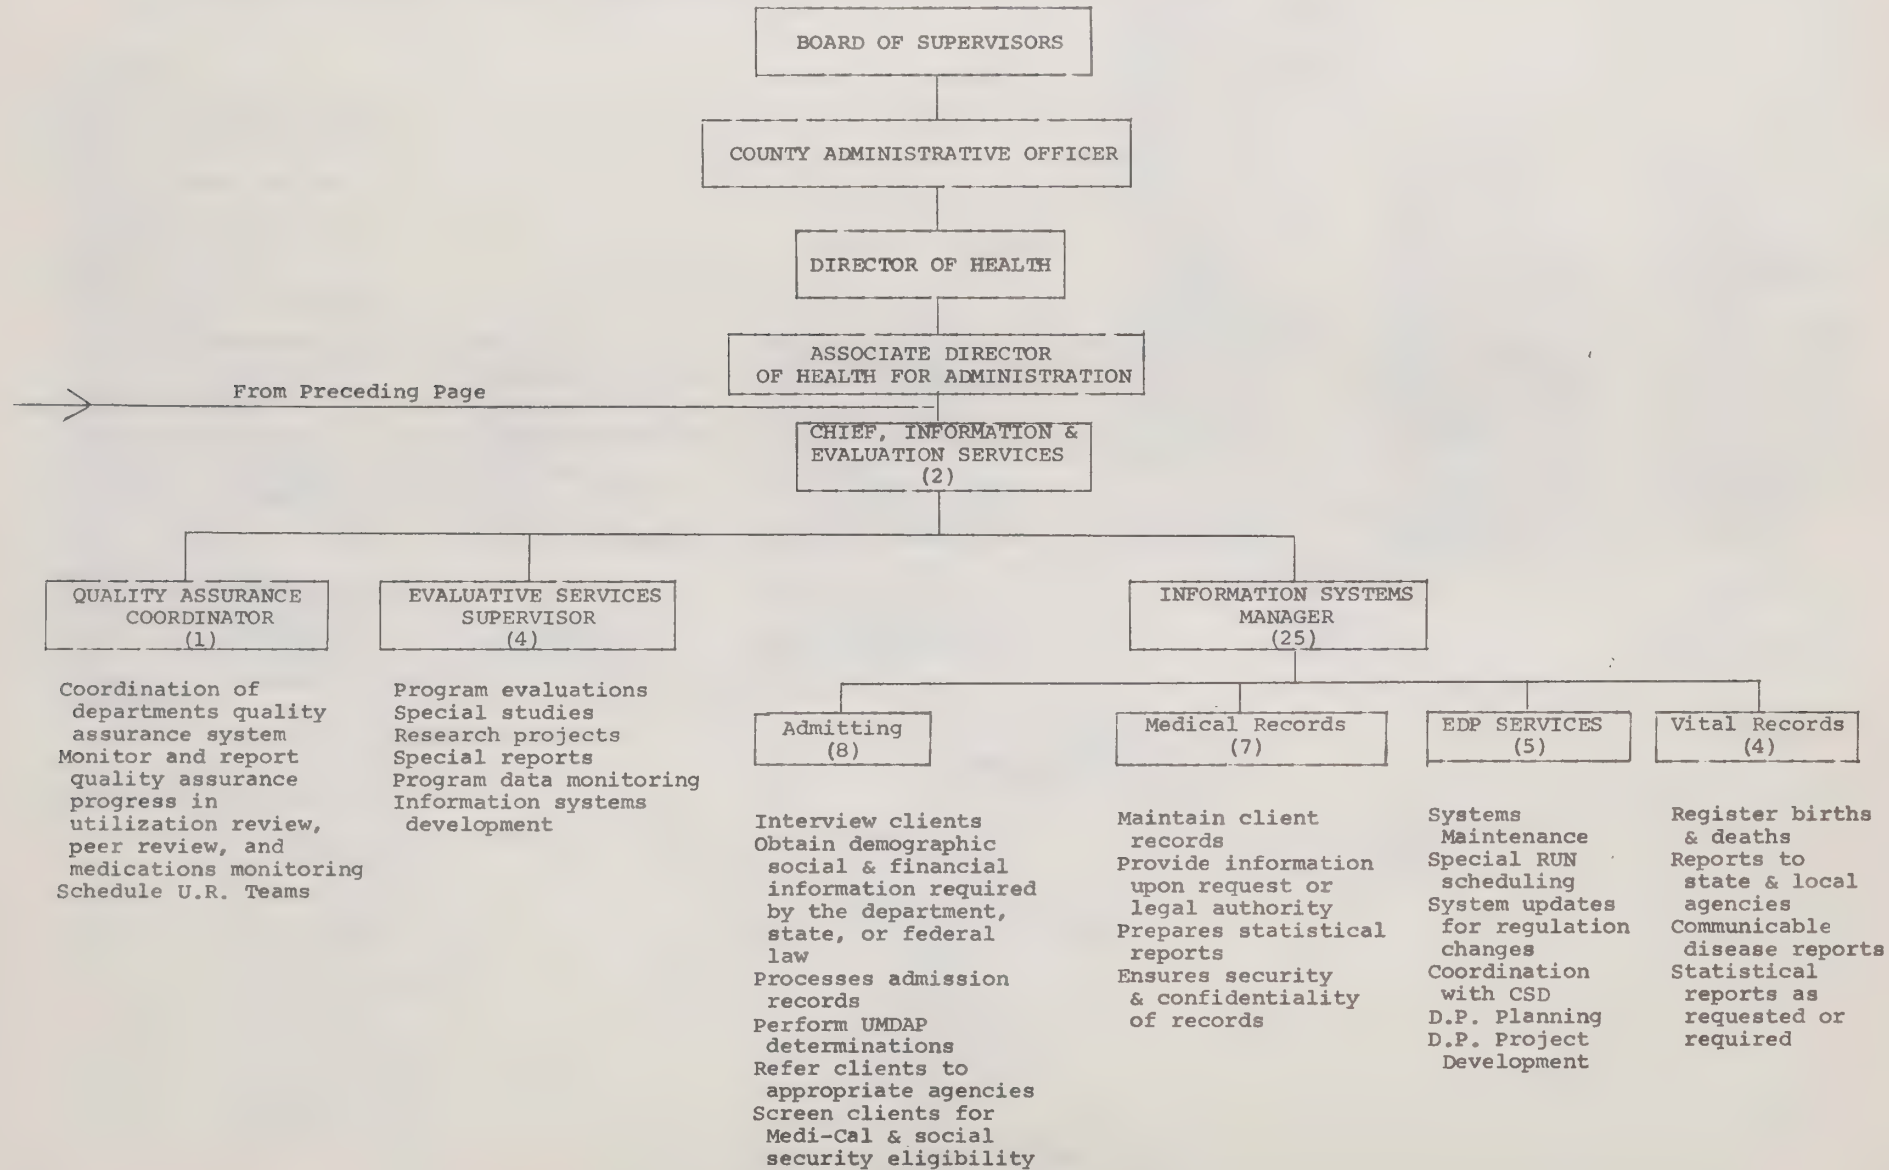 BOARD OF SUPERVISORS
COUNTY ADMINISTRATIVE OFFICER
DIRECTOR OF HEALTH
ASSOCIATE DIRECTOR
OF HEALTH FOR ADMINISTRATION
From Preceding Page
CHIEF, INFORMATION &
EVALUATION SERVICES
(2)
QUALITY ASSURANCE
COORDINATOR
(1)
Coordination of
departments quality
assurance system
Monitor and report
quality assurance
progress in
utilization review,
peer review, and
medications monitoring
Schedule U.R. Teams
EVALUATIVE SERVICES
SUPERVISOR
(4)
Program evaluations
Special studies
Research projects
Special reports
Program data monitoring
Information systems
development
INFORMATION SYSTEMS
MANAGER
(25)
Admitting
(8)
Interview clients
Obtain demographic
social & financial
information required
by the department,
state, or federal
law
Processes admission
records
Perform UMDAP
determinations
Refer clients to
appropriate agencies
Screen clients for
Medi-Cal & social
security eligibility
Medical Records
(7)
Maintain client
records
Provide information
upon request or
legal authority
Prepares statistical
reports
Ensures security
& confidentiality
of records
EDP SERVICES
(5)
Systems
Maintenance
Special RUN
scheduling
System updates
for regulation
changes
Coordination
with CSD
D.P. Planning
D.P. Project
Development
Vital Records
(4)
Register births
& deaths
Reports to
state & local
agencies
Communicable
disease reports
Statistical
reports as
requested or
required